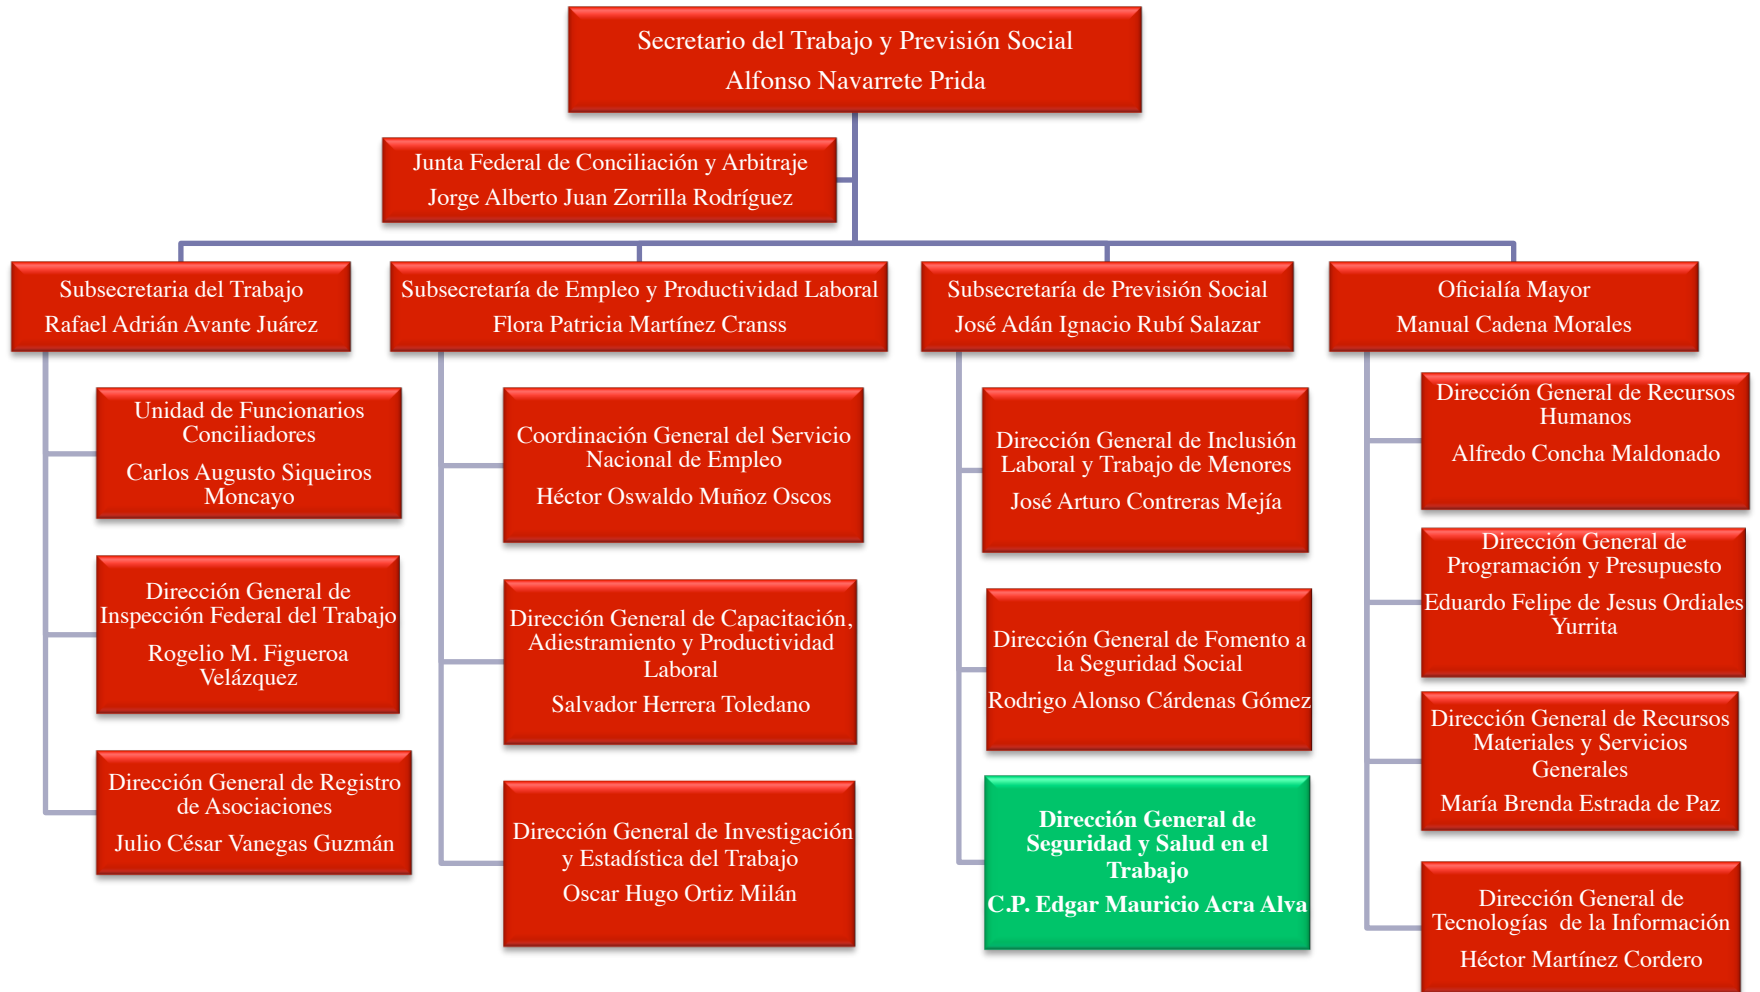 Secretario del Trabajo y Previsión Social
Alfonso Navarrete Prida
Junta Federal de Conciliación y Arbitraje
Jorge Alberto Juan Zorrilla Rodríguez
Subsecretaria del Trabajo
Rafael Adrián Avante Juárez
Unidad de Funcionarios
Conciliadores
Carlos Augusto Siqueiros
Moncayo
Dirección General de
Inspección Federal del Trabajo
Rogelio M. Figueroa
Velázquez
Dirección General de Registro
de Asociaciones
Julio César Vanegas Guzmán
Subsecretaría de Empleo y Productividad Laboral
Flora Patricia Martínez Cranss
Coordinación General del Servicio
Nacional de Empleo
Héctor Oswaldo Muñoz Oscos
Dirección General de Capacitación,
Adiestramiento y Productividad
Laboral
Salvador Herrera Toledano
Dirección General de Investigación
y Estadística del Trabajo
Oscar Hugo Ortiz Milán
Subsecretaría de Previsión Social
José Adán Ignacio Rubí Salazar
Dirección General de Inclusión
Laboral y Trabajo de Menores
José Arturo Contreras Mejía
Dirección General de Fomento a
la Seguridad Social
Rodrigo Alonso Cárdenas Gómez
Dirección General de
Seguridad y Salud en el
Trabajo
C.P. Edgar Mauricio Acra Alva
Oficialía Mayor
Manual Cadena Morales
Dirección General de Recursos
Humanos
Alfredo Concha Maldonado
Dirección General de
Programación y Presupuesto
Eduardo Felipe de Jesus Ordiales
Yurrita
Dirección General de Recursos
Materiales y Servicios
Generales
María Brenda Estrada de Paz
Dirección General de
Tecnologías de la Información
Héctor Martínez Cordero